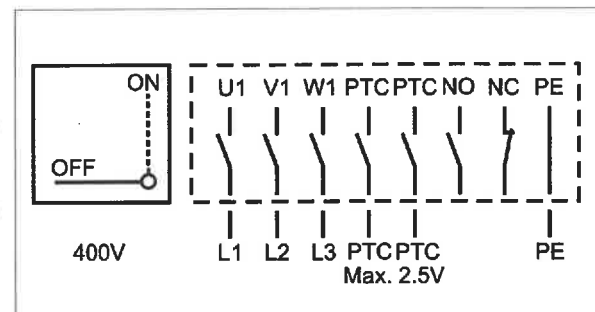 ON
OFF
400V
U1 V1 W1 PTC PTC NO NC PE
L1 L2 L3 PTC PTC PE
Max. 2.5V